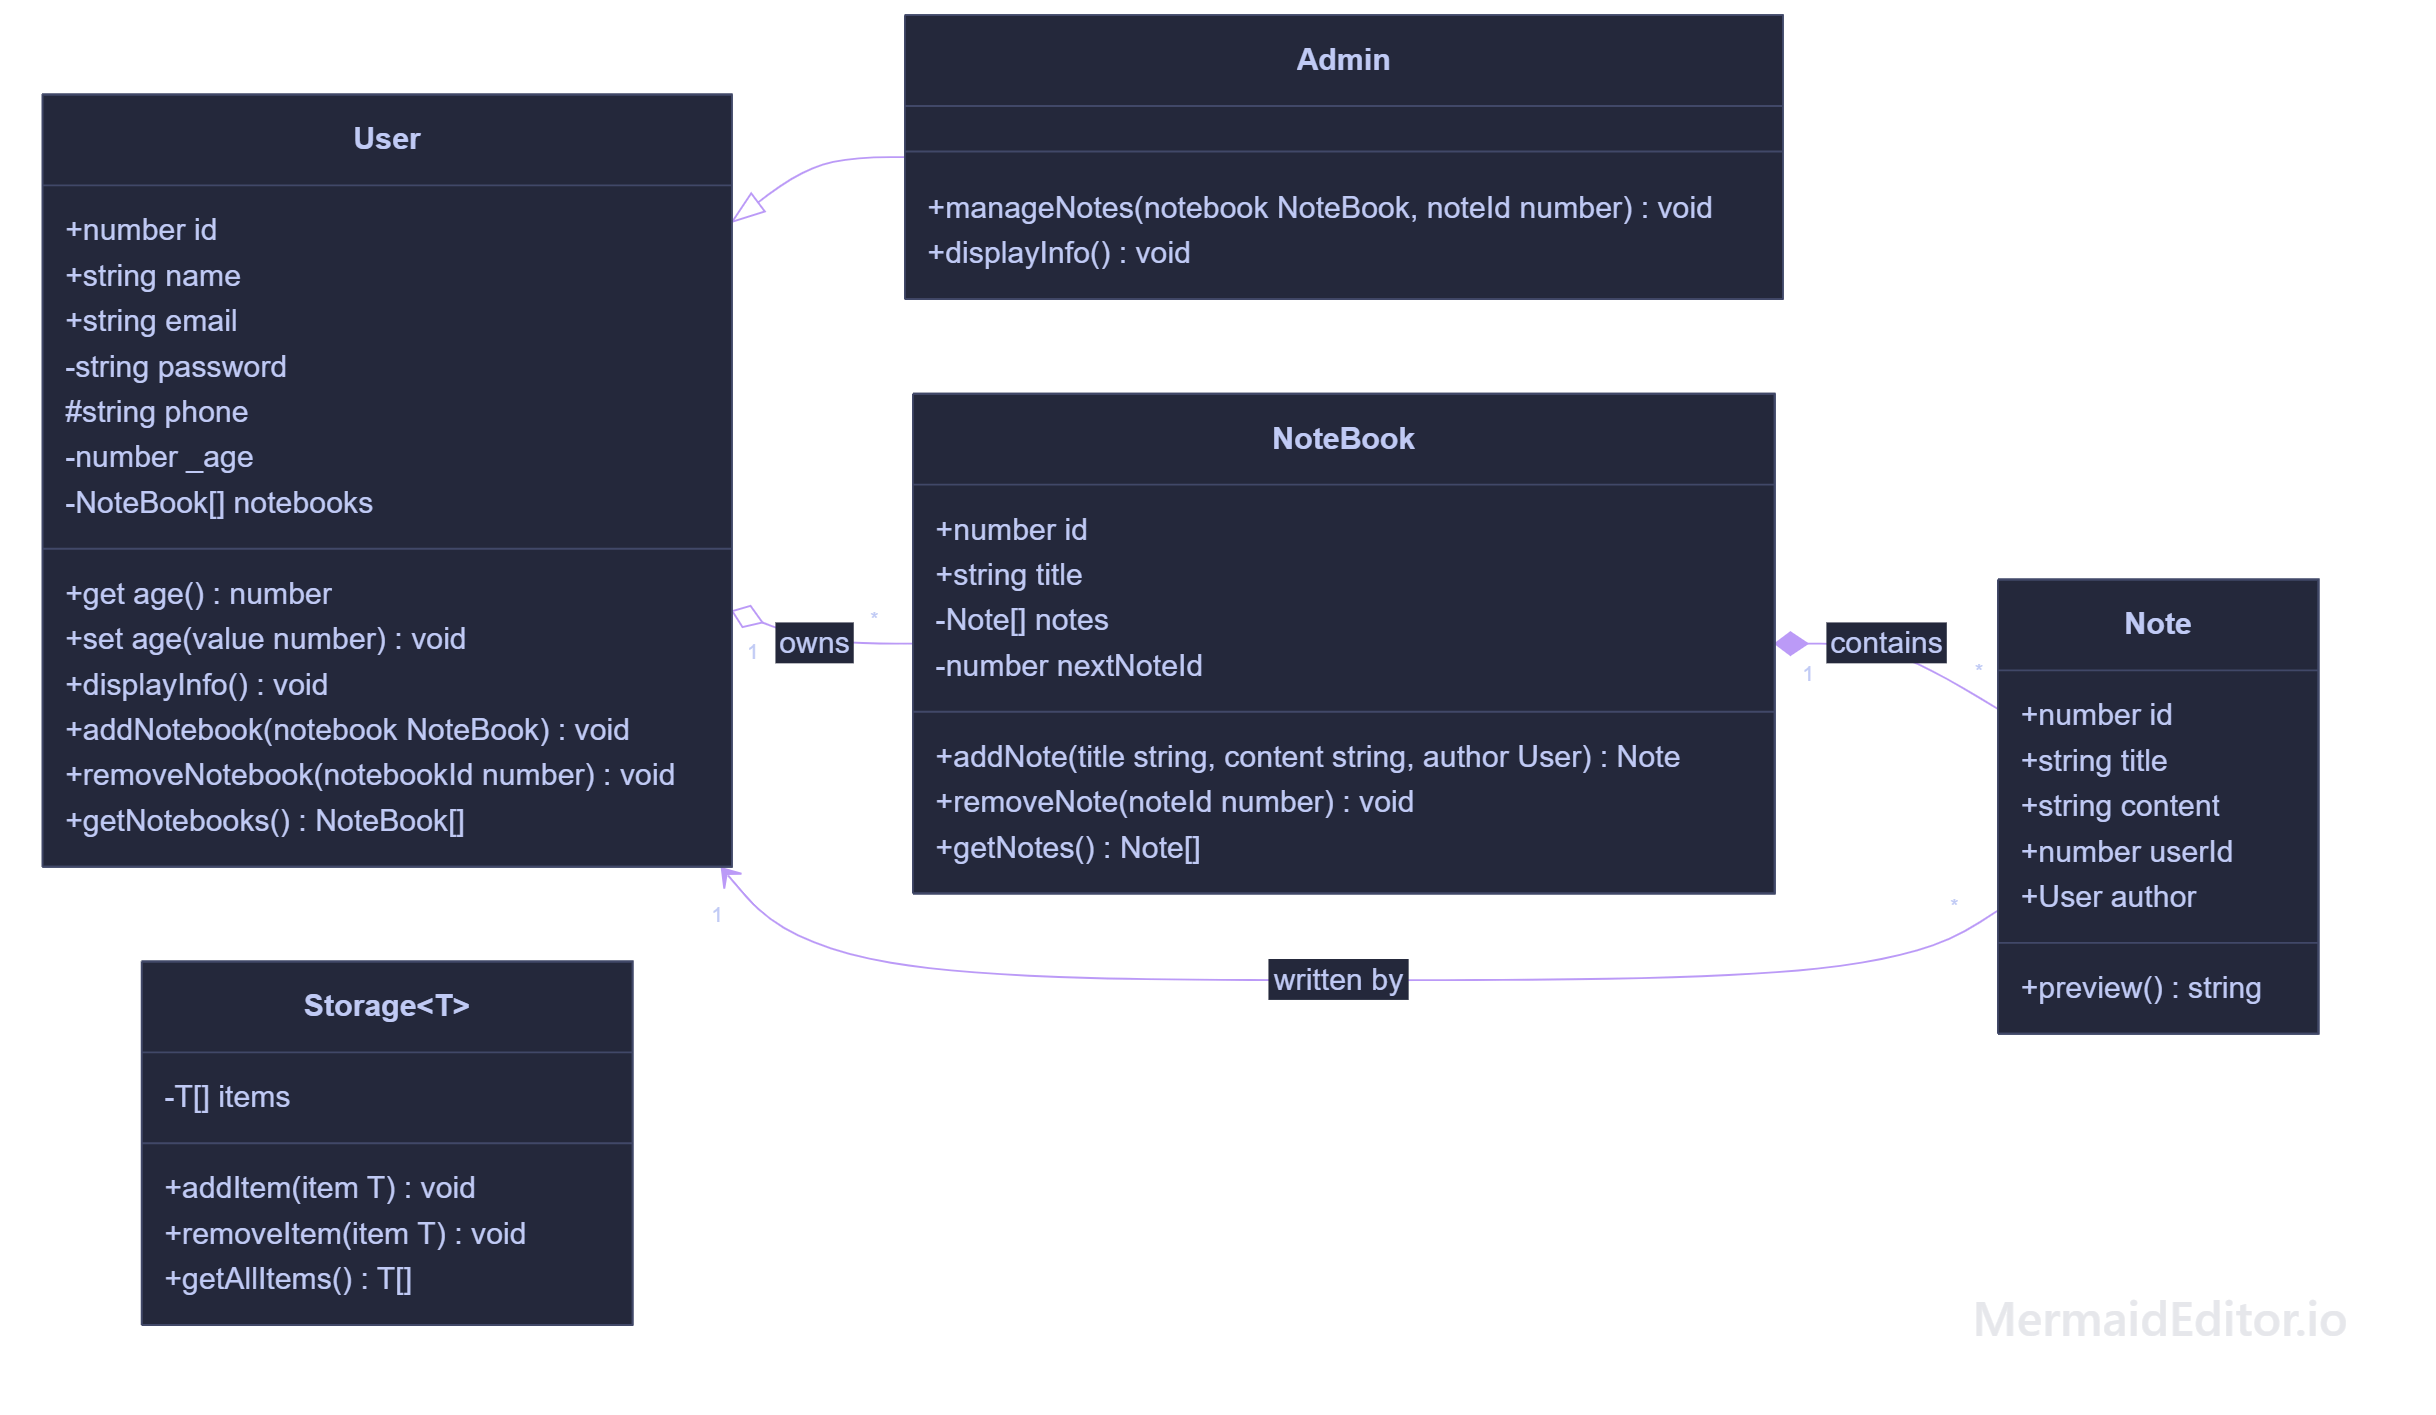 Admin
+manageNotes(notebook NoteBook, noteId number) : void
+displayInfo() : void
User
+number id
+string name
+string email
-string password
#string phone
-number _age
-NoteBook[] notebooks
+get age() : number
+set age(value number) : void
+displayInfo() : void
+addNotebook(notebook NoteBook) : void
+removeNotebook(notebookId number) : void
+getNotebooks() : NoteBook[]
1
owns
*
NoteBook
+number id
+string title
-Note[] notes
-number nextNoteId
+addNote(title string, content string, author User) : Note
+removeNote(noteId number) : void
+getNotes() : Note[]
1
contains
*
Note
+number id
+string title
+string content
+number userId
+User author
+preview() : string
1
written by
*
Storage<T>
-T[] items
+addItem(item T) : void
+removeItem(item T) : void
+getAllItems() : T[]
MermaidEditor.io